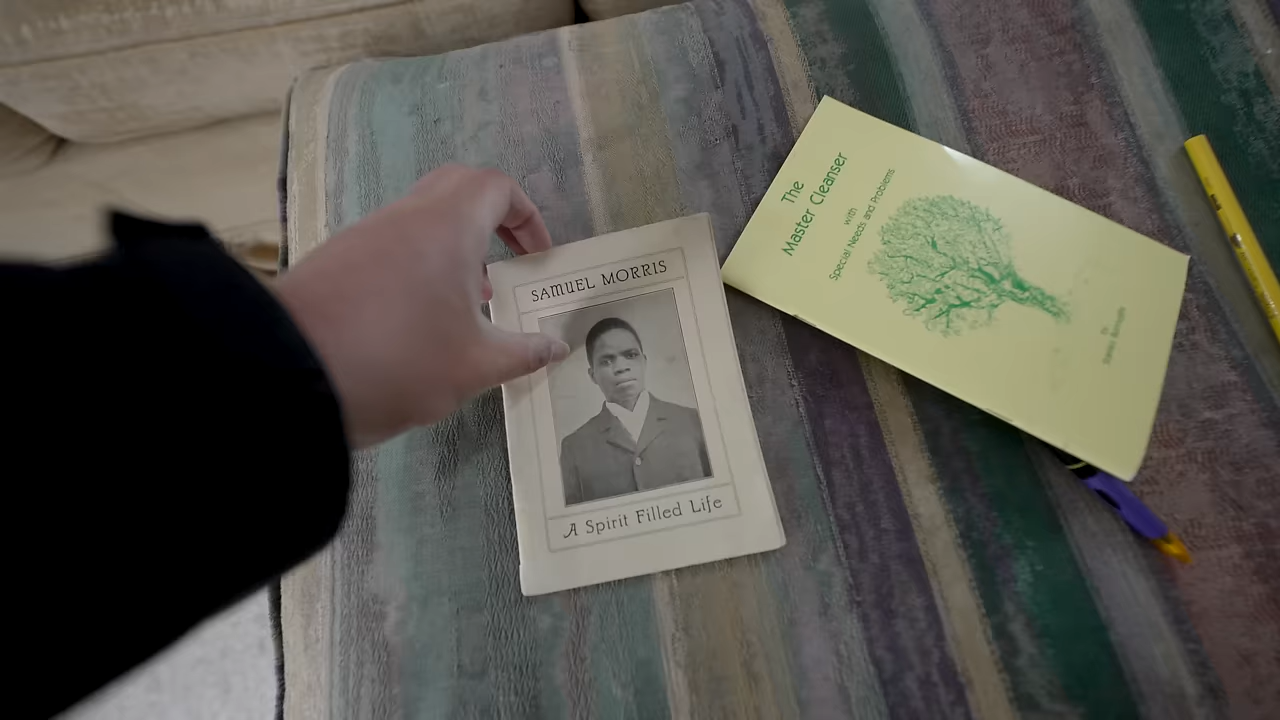 SAMUEL MORRIS
A Spirit Filled Life
The
Master Cleanser
with
Special Needs and Problems